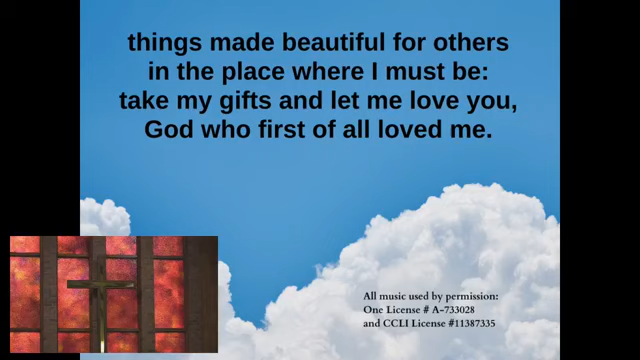 things made beautiful for others
in the place where I must be:
take my gifts and let me love you,
God who first of all loved me.
All music used by permission:
One License # A-733028
and CCLI License #11387335